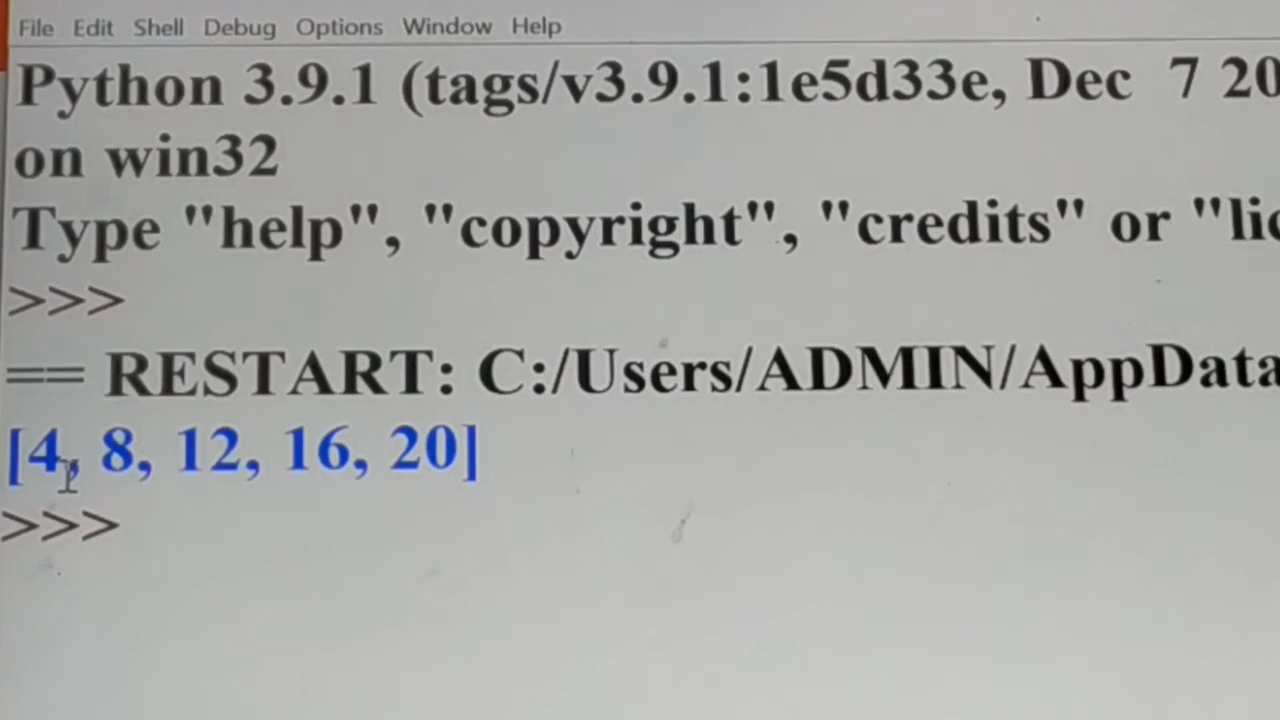 File Edit Shell Debug Options Window Help
Python 3.9.1 (tags/v3.9.1:1e5d33e, Dec 7 20
on win32
Type "help", "copyright", "credits" or "lic
>>>
== RESTART: C:/Users/ADMIN/AppData
[4, 8, 12, 16, 20]
>>>